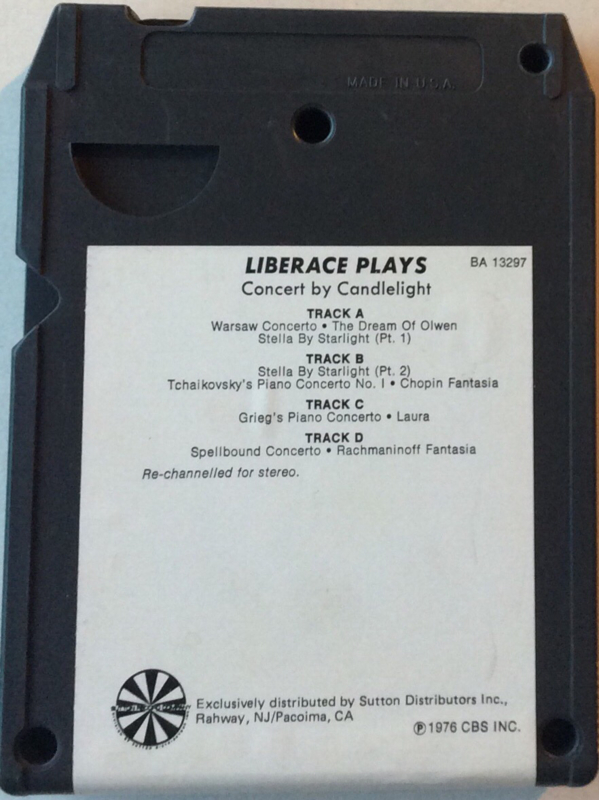 MADE IN U.S.A.
LIBERACE PLAYS
BA 13297
Concert by Candlelight
TRACK A
Warsaw Concerto • The Dream Of Olwen
Stella By Starlight (Pt. 1)
TRACK B
Stella By Starlight (Pt. 2)
Tchaikovsky's Piano Concerto No. I • Chopin Fantasia
TRACK C
Grieg's Piano Concerto • Laura
TRACK D
Spellbound Concerto • Rachmaninoff Fantasia
Re-channelled for stereo.
Exclusively distributed by Sutton Distributors Inc.,
Rahway, NJ/Pacoima, CA
℗ 1976 CBS INC.